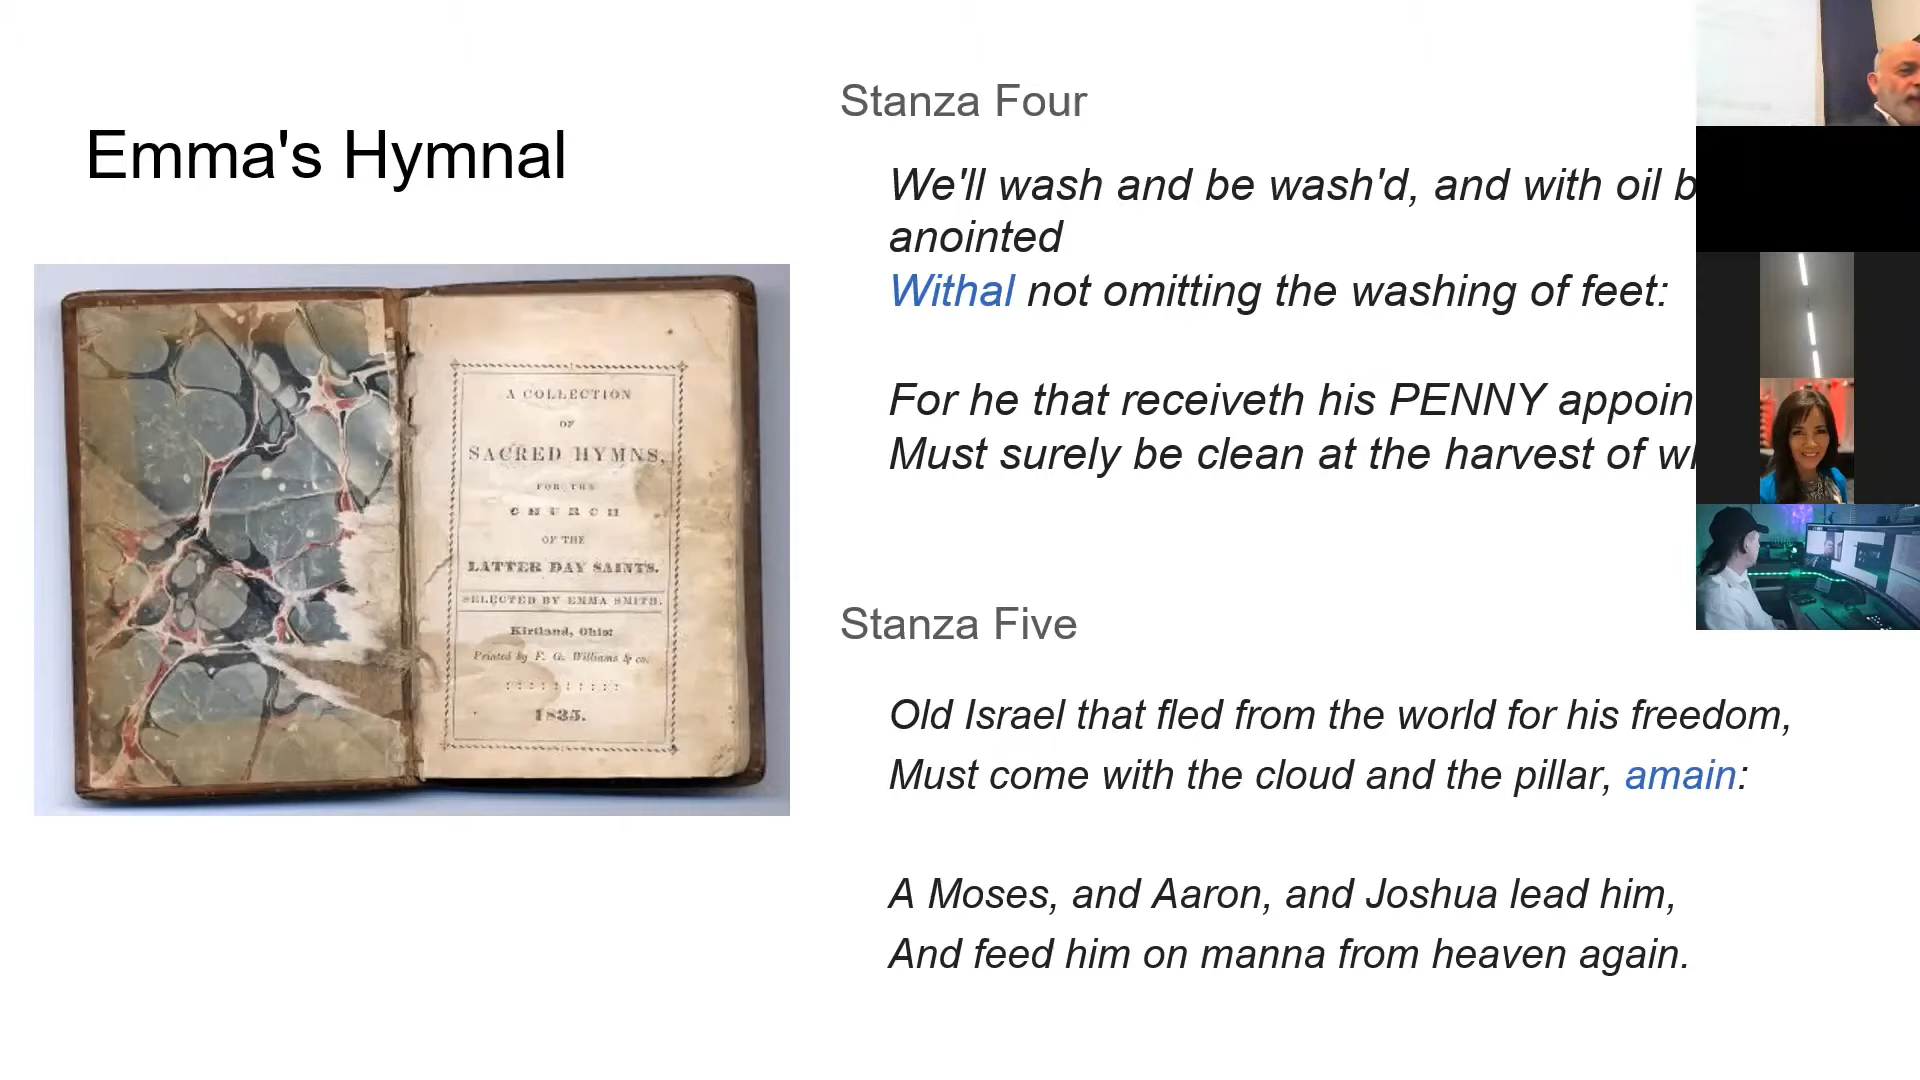 Emma's Hymnal
A COLLECTION
OF
SACRED HYMNS,
FOR THE
CHURCH
OF THE
LATTER DAY SAINTS.
SELECTED BY EMMA SMITH.
Kirtland, Ohio:
Printed by F. G. Williams & co.
1835.
Stanza Four
We'll wash and be wash'd, and with oil b
anointed
Withal not omitting the washing of feet:
For he that receiveth his PENNY appoin
Must surely be clean at the harvest of
Stanza Five
Old Israel that fled from the world for his freedom,
Must come with the cloud and the pillar, amain:
A Moses, and Aaron, and Joshua lead him,
And feed him on manna from heaven again.